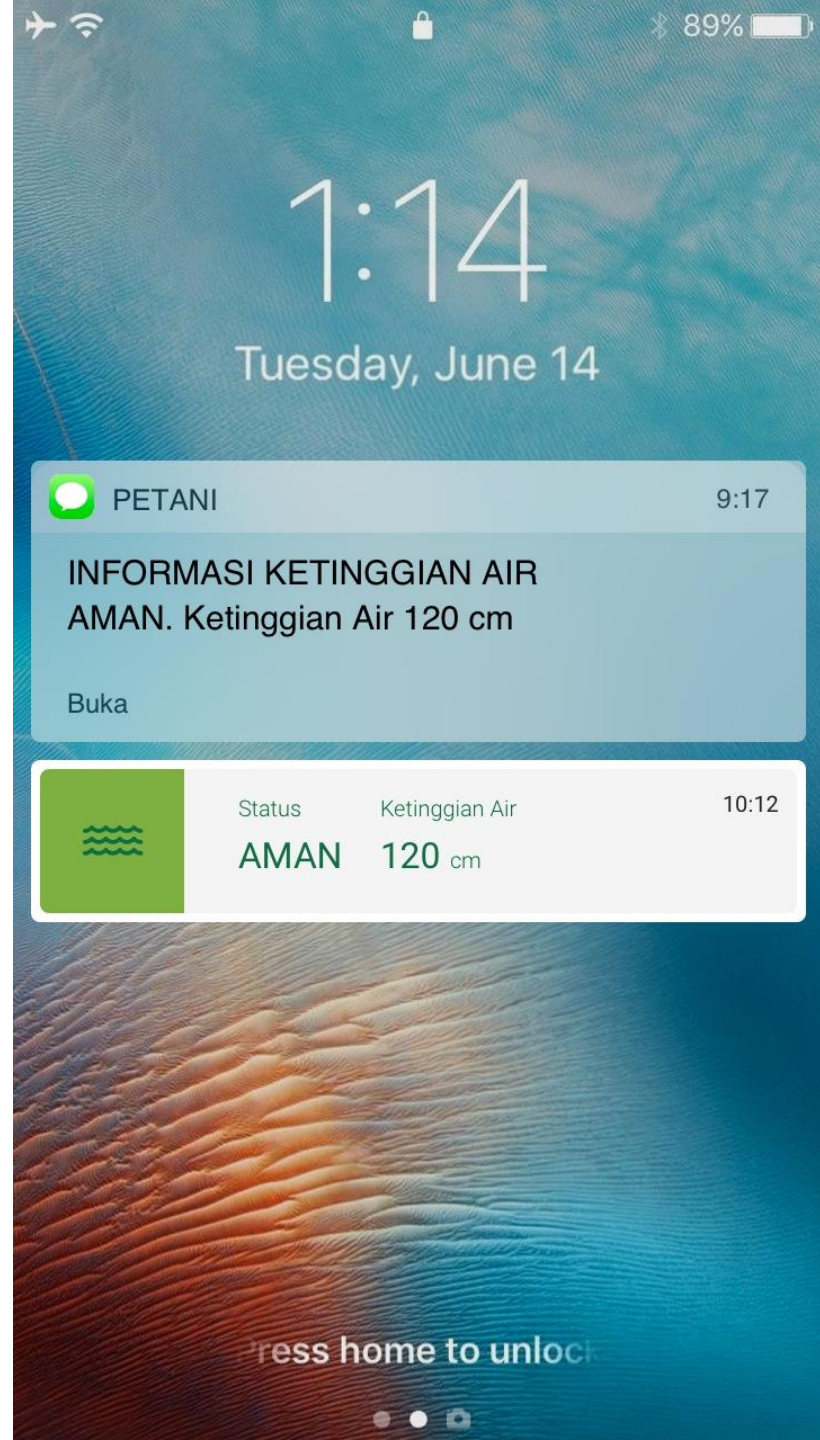 89%
1:14
Tuesday, June 14
PETANI 9:17
INFORMASI KETINGGIAN AIR
AMAN. Ketinggian Air 120 cm
Buka
Status Ketinggian Air 10:12
AMAN 120 cm
ress home to unloc